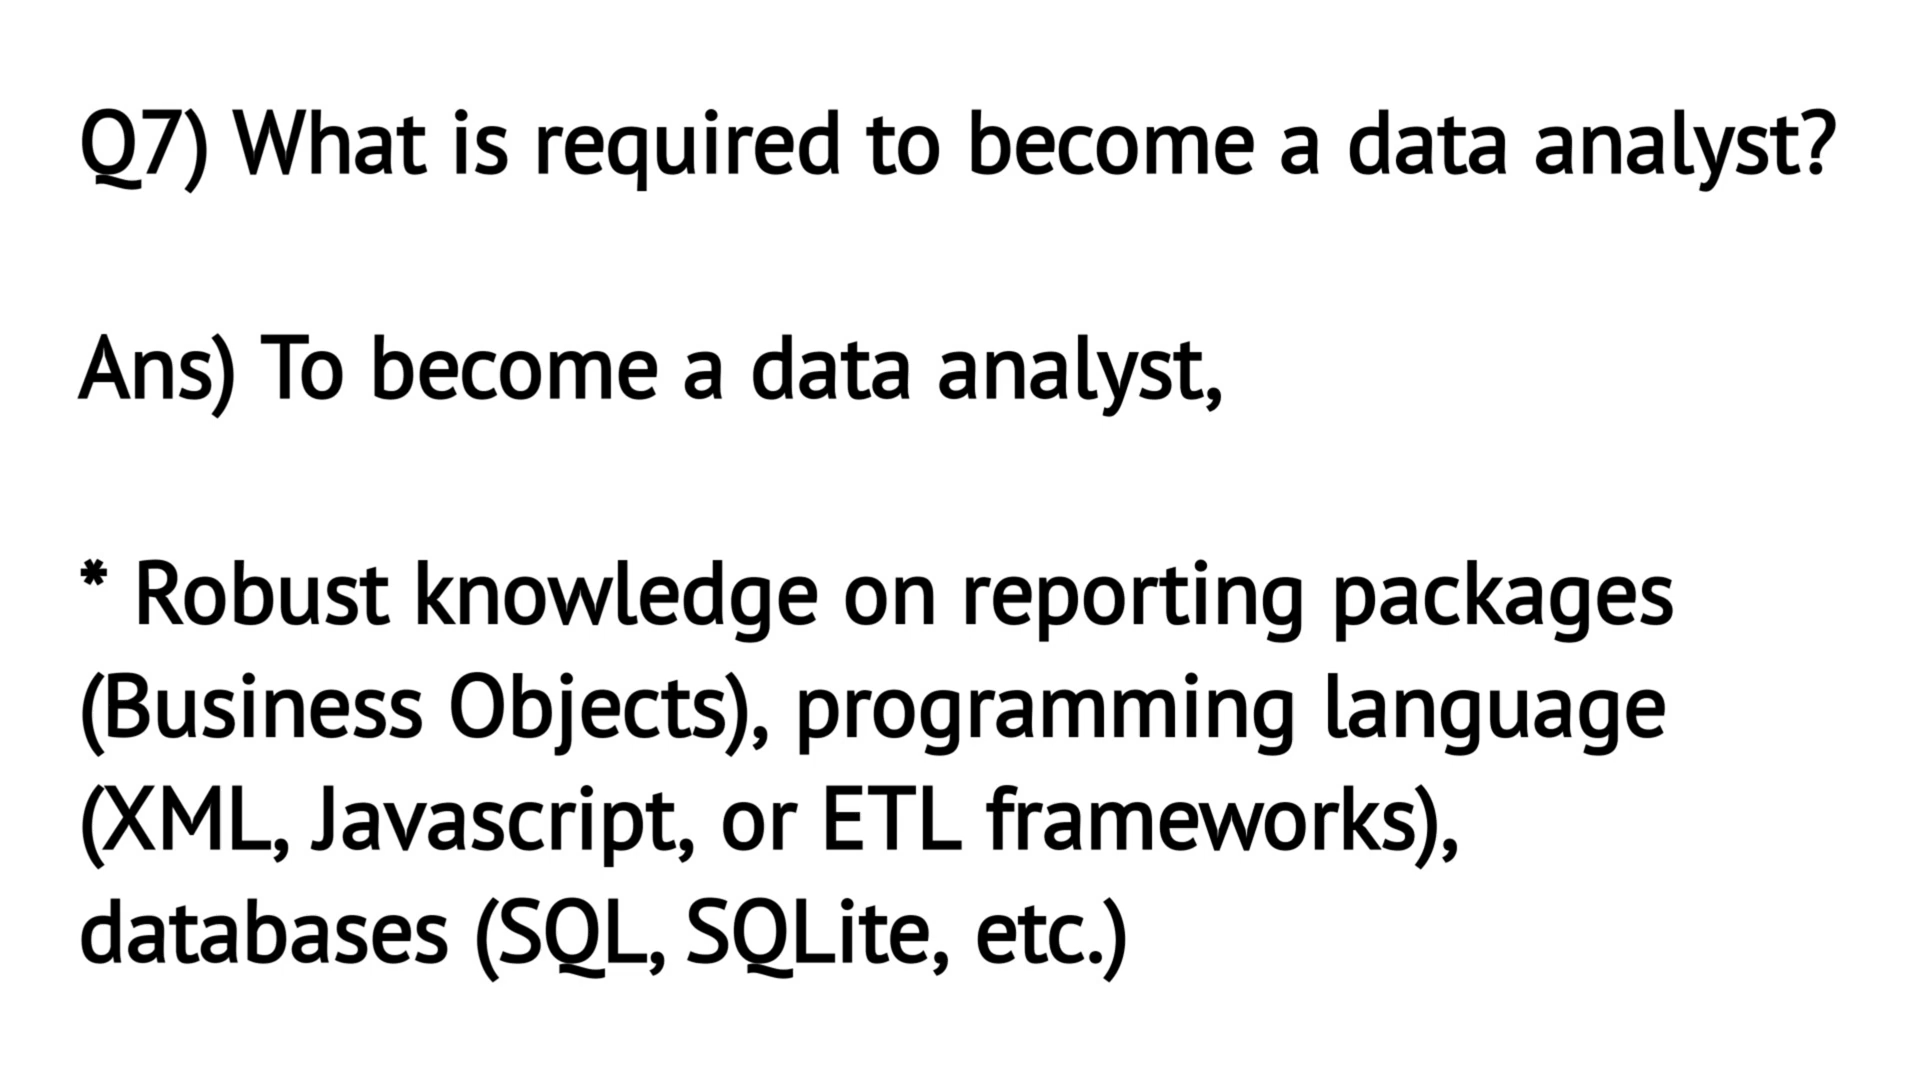 Q7) What is required to become a data analyst?
Ans) To become a data analyst,
* Robust knowledge on reporting packages
(Business Objects), programming language
(XML, Javascript, or ETL frameworks),
databases (SQL, SQLite, etc.)